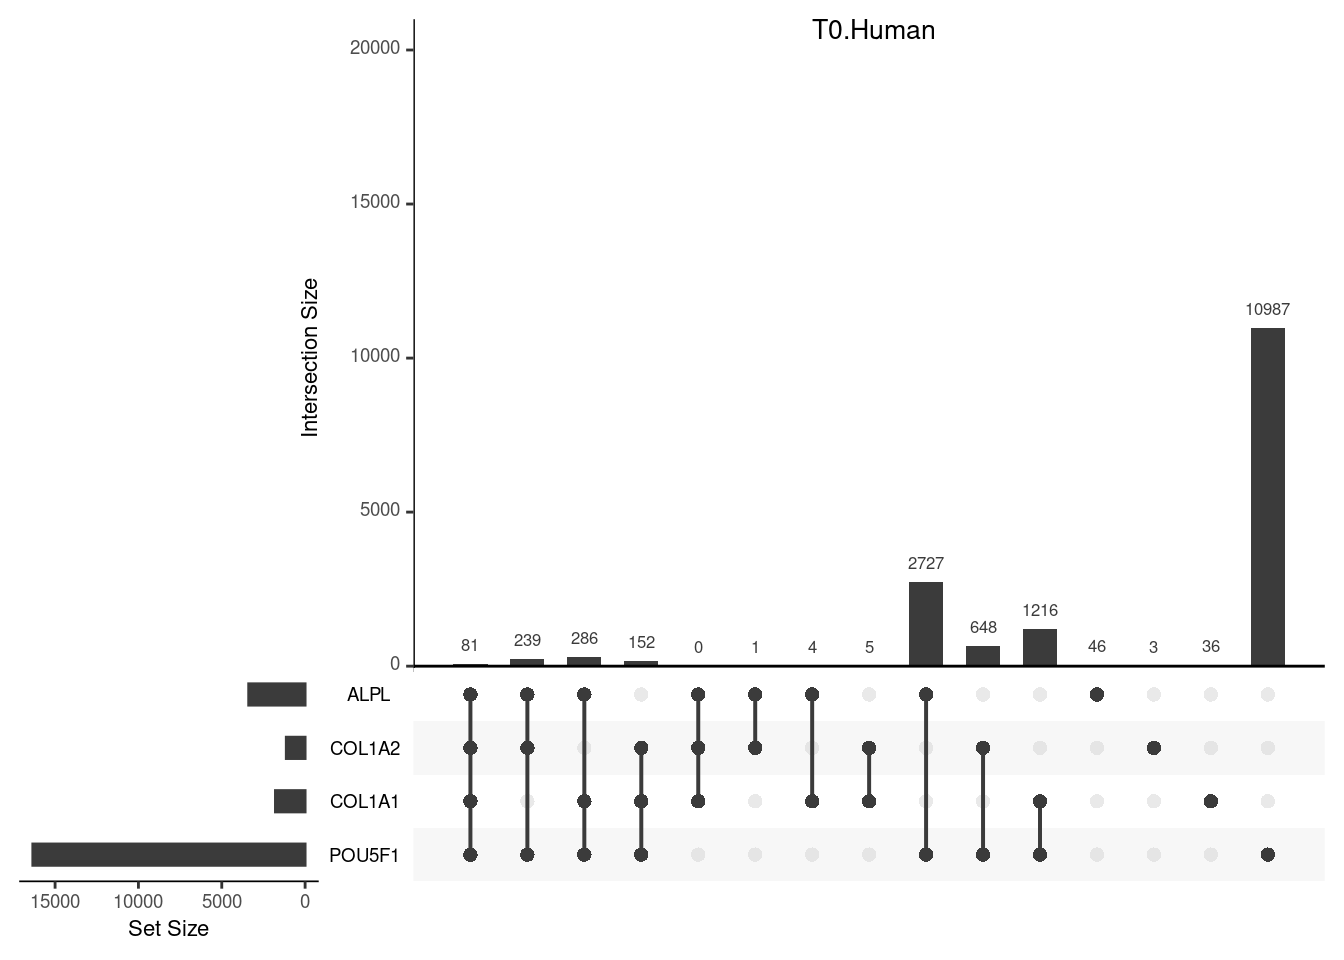 T0.Human
20000
15000
10000
5000
0
Intersection Size
10987
2727
1216
648
81
239
286
152
0
1
4
5
46
3
36
ALPL
COL1A2
COL1A1
POU5F1
15000 10000 5000 0
Set Size